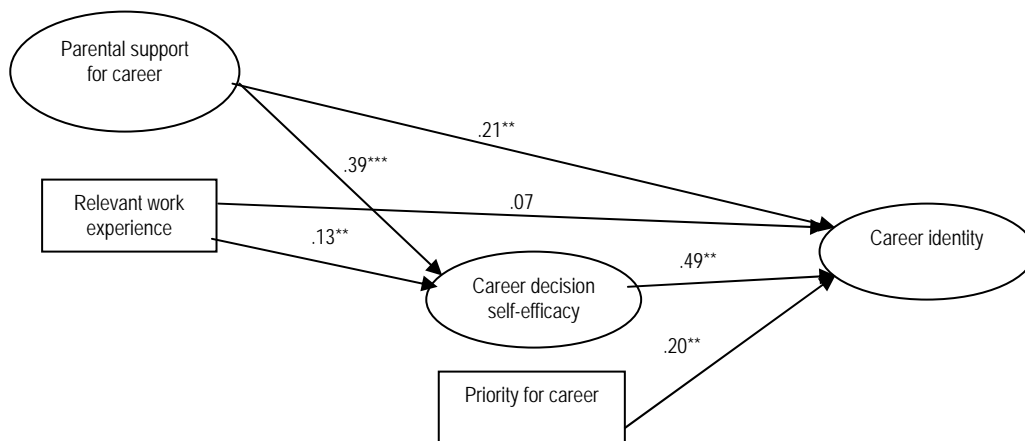 Parental support
for career
.21**
.39***
Relevant work
experience
.07
.13**
Career identity
Career decision
self-efficacy
.49**
.20**
Priority for career